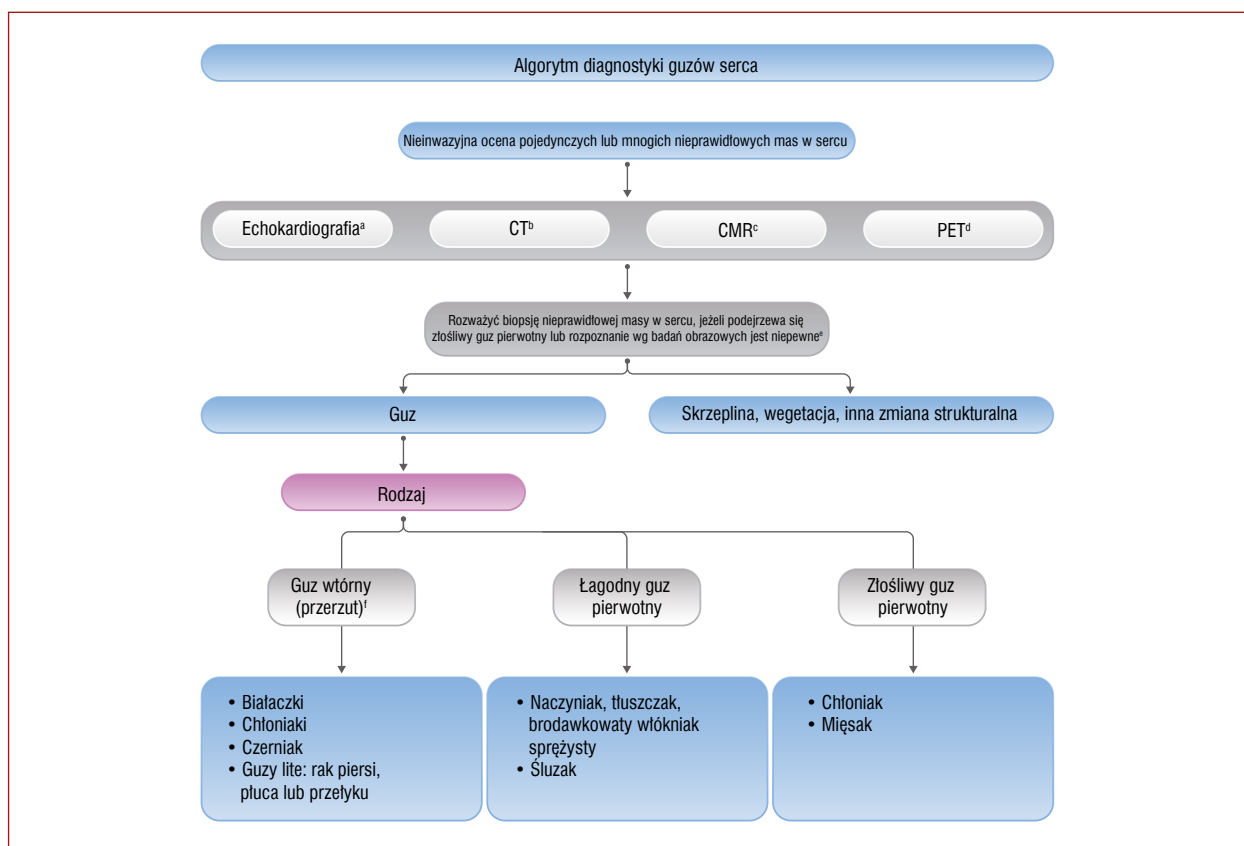 Algorytm diagnostyki guzów serca
Nieinwazyjna ocena pojedynczych lub mnogich nieprawidłowych mas w sercu
Echokardiografiaᵃ
CTᵇ
CMRᶜ
PETᵈ
Rozważyć biopsję nieprawidłowej masy w sercu, jeżeli podejrzewa się
złośliwy guz pierwotny lub rozpoznanie wg badań obrazowych jest niepewneᵉ
Guz
Skrzeplina, wegetacja, inna zmiana strukturalna
Rodzaj
Guz wtórny
(przerzut)ᶠ
Łagodny guz
pierwotny
Złośliwy guz
pierwotny
• Białaczki
• Chłoniaki
• Czerniak
• Guzy lite: rak piersi,
płuca lub przełyku
• Naczyniak, tłuszczak,
brodawkowaty włókniak
sprężysty
• Śluzak
• Chłoniak
• Mięsak